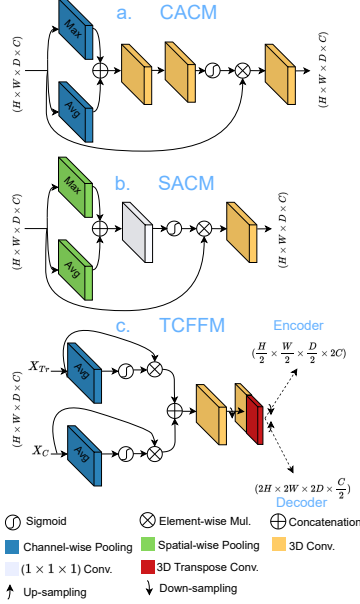 a. CACM
(H × W × D × C)
Max
Avg
(H × W × D × C)
b. SACM
(H × W × D × C)
Max
Avg
(H × W × D × C)
c. TCFFM
Encoder
(H/2 × W/2 × D/2 × 2C)
(H × W × D × C)
X_{Tr}
Avg
X_C
Avg
(2H × 2W × 2D × C/2)
Decoder
Sigmoid
Element-wise Mul.
Concatenation
Channel-wise Pooling
Spatial-wise Pooling
3D Conv.
(1 × 1 × 1) Conv.
3D Transpose Conv.
Up-sampling
Down-sampling